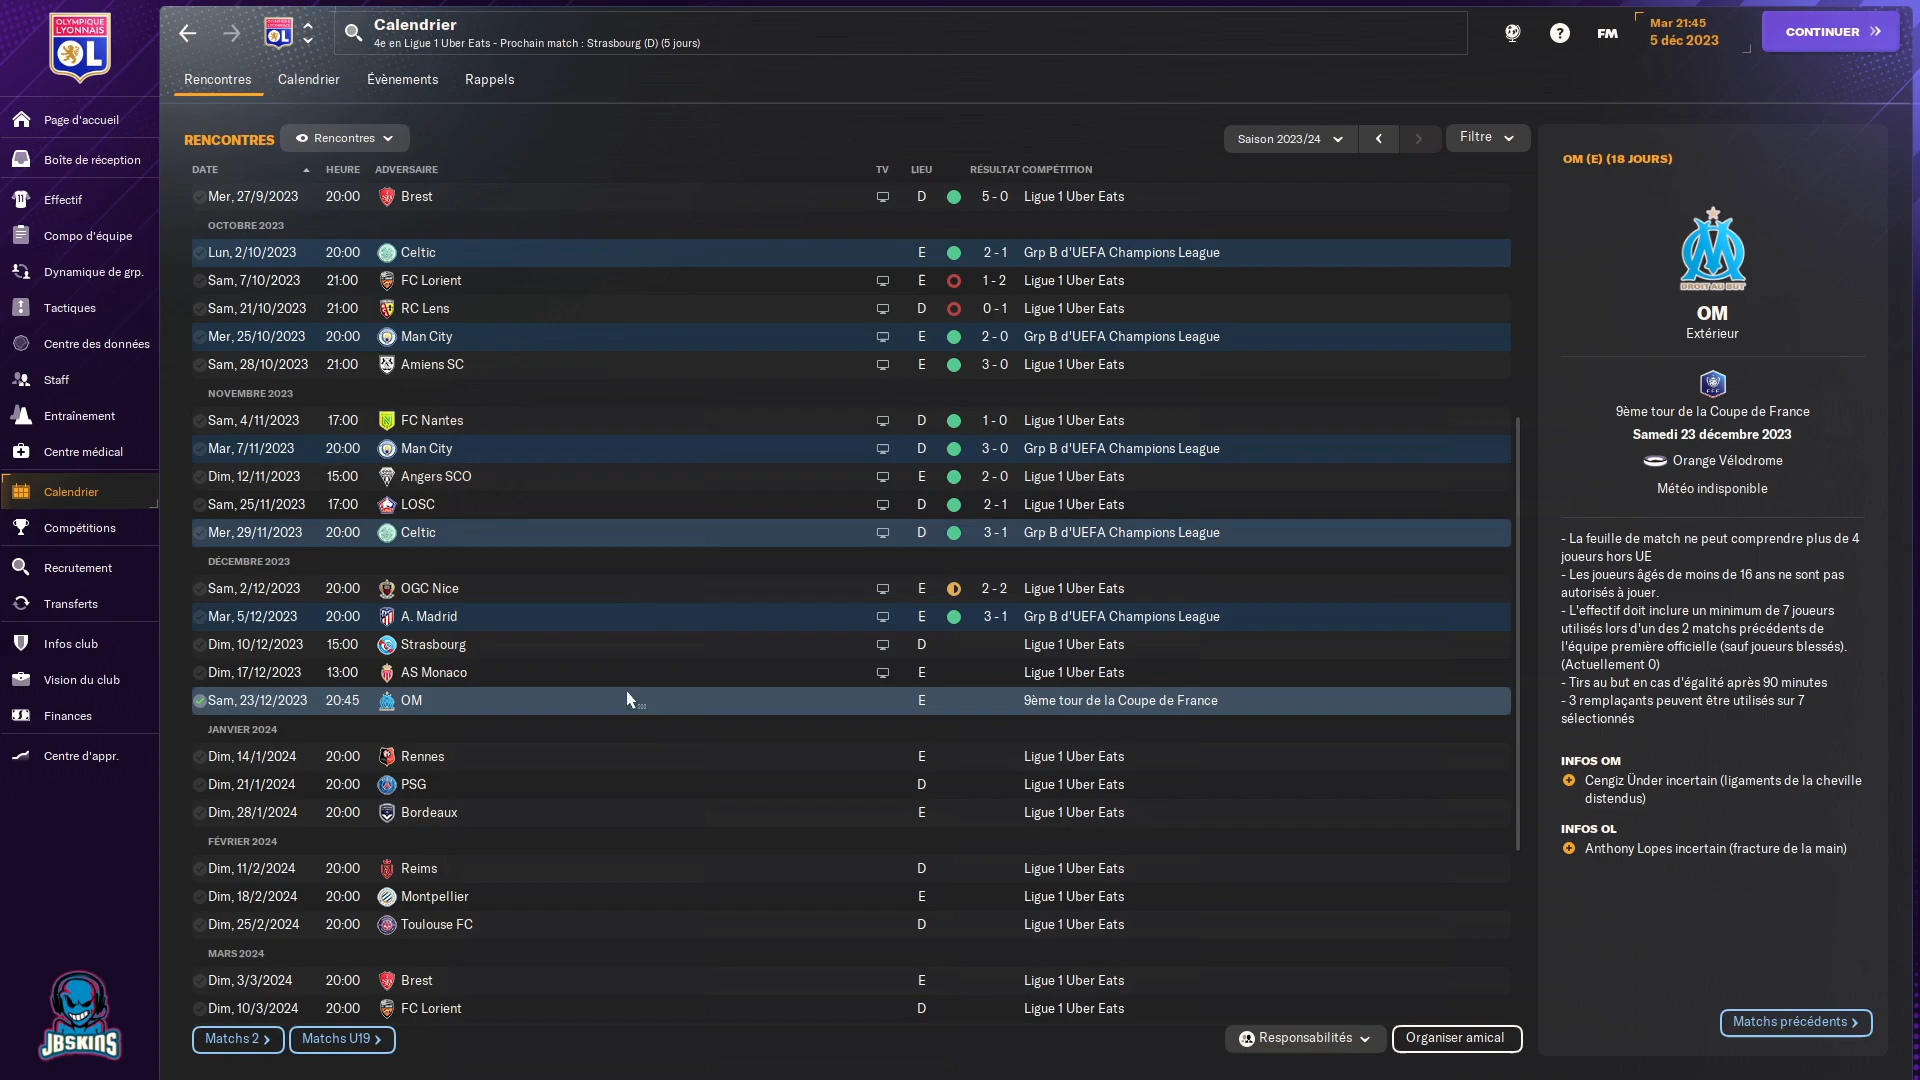 OLYMPIQUE
LYONNAIS
OL
Calendrier
4e en Ligue 1 Uber Eats - Prochain match : Strasbourg (D) (5 jours)
FM
Mar 21:45
5 déc 2023
CONTINUER
Rencontres
Calendrier
Évènements
Rappels
Page d'accueil
Boîte de réception
Effectif
Compo d'équipe
Dynamique de grp.
Tactiques
Centre des données
Staff
Entraînement
Centre médical
Calendrier
Compétitions
Recrutement
Transferts
Infos club
Vision du club
Finances
Centre d'appr.
JBSKINS
RENCONTRES
Rencontres
Saison 2023/24
Filtre
DATE HEURE ADVERSAIRE TV LIEU RÉSULTAT COMPÉTITION
Mer, 27/9/2023 20:00 Brest D 5 - 0 Ligue 1 Uber Eats
OCTOBRE 2023
Lun, 2/10/2023 20:00 Celtic E 2 - 1 Grp B d'UEFA Champions League
Sam, 7/10/2023 21:00 FC Lorient E 1 - 2 Ligue 1 Uber Eats
Sam, 21/10/2023 21:00 RC Lens D 0 - 1 Ligue 1 Uber Eats
Mer, 25/10/2023 20:00 Man City E 2 - 0 Grp B d'UEFA Champions League
Sam, 28/10/2023 21:00 Amiens SC E 3 - 0 Ligue 1 Uber Eats
NOVEMBRE 2023
Sam, 4/11/2023 17:00 FC Nantes D 1 - 0 Ligue 1 Uber Eats
Mar, 7/11/2023 20:00 Man City D 3 - 0 Grp B d'UEFA Champions League
Dim, 12/11/2023 15:00 Angers SCO E 2 - 0 Ligue 1 Uber Eats
Sam, 25/11/2023 17:00 LOSC D 2 - 1 Ligue 1 Uber Eats
Mer, 29/11/2023 20:00 Celtic D 3 - 1 Grp B d'UEFA Champions League
DÉCEMBRE 2023
Sam, 2/12/2023 20:00 OGC Nice E 2 - 2 Ligue 1 Uber Eats
Mar, 5/12/2023 20:00 A. Madrid E 3 - 1 Grp B d'UEFA Champions League
Dim, 10/12/2023 15:00 Strasbourg D Ligue 1 Uber Eats
Dim, 17/12/2023 13:00 AS Monaco E Ligue 1 Uber Eats
Sam, 23/12/2023 20:45 OM E 9ème tour de la Coupe de France
JANVIER 2024
Dim, 14/1/2024 20:00 Rennes E Ligue 1 Uber Eats
Dim, 21/1/2024 20:00 PSG D Ligue 1 Uber Eats
Dim, 28/1/2024 20:00 Bordeaux E Ligue 1 Uber Eats
FÉVRIER 2024
Dim, 11/2/2024 20:00 Reims D Ligue 1 Uber Eats
Dim, 18/2/2024 20:00 Montpellier E Ligue 1 Uber Eats
Dim, 25/2/2024 20:00 Toulouse FC D Ligue 1 Uber Eats
MARS 2024
Dim, 3/3/2024 20:00 Brest E Ligue 1 Uber Eats
Dim, 10/3/2024 20:00 FC Lorient D Ligue 1 Uber Eats
Matchs 2
Matchs U19
Responsabilités
Organiser amical
OM (E) (18 JOURS)
DROIT AU BUT
OM
Extérieur
FFF
9ème tour de la Coupe de France
Samedi 23 décembre 2023
Orange Vélodrome
Météo indisponible
- La feuille de match ne peut comprendre plus de 4
joueurs hors UE
- Les joueurs âgés de moins de 16 ans ne sont pas
autorisés à jouer.
- L'effectif doit inclure un minimum de 7 joueurs
utilisés lors d'un des 2 matchs précédents de
l'équipe première officielle (sauf joueurs blessés).
(Actuellement 0)
- Tirs au but en cas d'égalité après 90 minutes
- 3 remplaçants peuvent être utilisés sur 7
sélectionnés
INFOS OM
Cengiz Ünder incertain (ligaments de la cheville
distendus)
INFOS OL
Anthony Lopes incertain (fracture de la main)
Matchs précédents